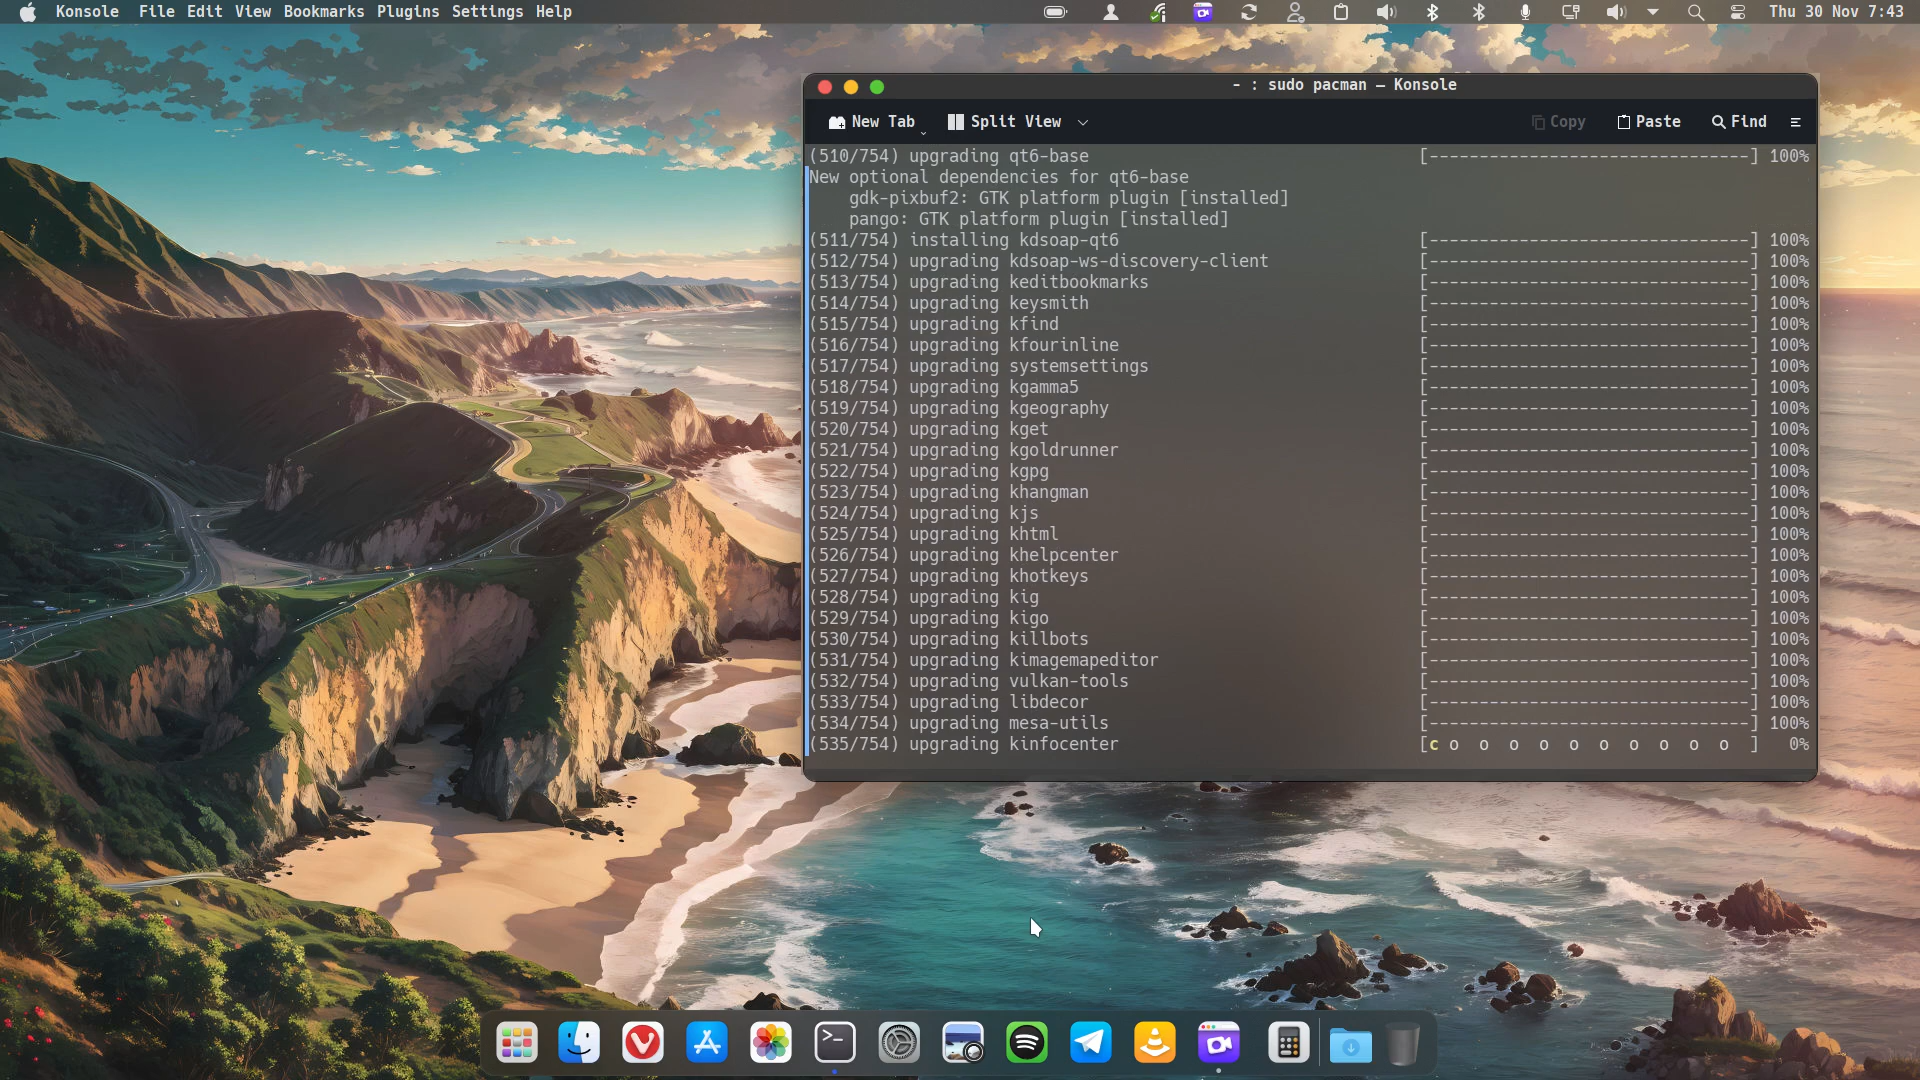 Konsole File Edit View Bookmarks Plugins Settings Help
Thu 30 Nov 7:43
~ : sudo pacman — Konsole
New Tab Split View Copy Paste Find
(510/754) upgrading qt6-base [--------------------------------] 100%
New optional dependencies for qt6-base
gdk-pixbuf2: GTK platform plugin [installed]
pango: GTK platform plugin [installed]
(511/754) installing kdsoap-qt6 [--------------------------------] 100%
(512/754) upgrading kdsoap-ws-discovery-client [--------------------------------] 100%
(513/754) upgrading keditbookmarks [--------------------------------] 100%
(514/754) upgrading keysmith [--------------------------------] 100%
(515/754) upgrading kfind [--------------------------------] 100%
(516/754) upgrading kfourinline [--------------------------------] 100%
(517/754) upgrading systemsettings [--------------------------------] 100%
(518/754) upgrading kgamma5 [--------------------------------] 100%
(519/754) upgrading kgeography [--------------------------------] 100%
(520/754) upgrading kget [--------------------------------] 100%
(521/754) upgrading kgoldrunner [--------------------------------] 100%
(522/754) upgrading kgpg [--------------------------------] 100%
(523/754) upgrading khangman [--------------------------------] 100%
(524/754) upgrading kjs [--------------------------------] 100%
(525/754) upgrading khtml [--------------------------------] 100%
(526/754) upgrading khelpcenter [--------------------------------] 100%
(527/754) upgrading khotkeys [--------------------------------] 100%
(528/754) upgrading kig [--------------------------------] 100%
(529/754) upgrading kigo [--------------------------------] 100%
(530/754) upgrading killbots [--------------------------------] 100%
(531/754) upgrading kimagemapeditor [--------------------------------] 100%
(532/754) upgrading vulkan-tools [--------------------------------] 100%
(533/754) upgrading libdecor [--------------------------------] 100%
(534/754) upgrading mesa-utils [--------------------------------] 100%
(535/754) upgrading kinfocenter [c o  o  o  o  o  o  o  o  o  o  ] 0%